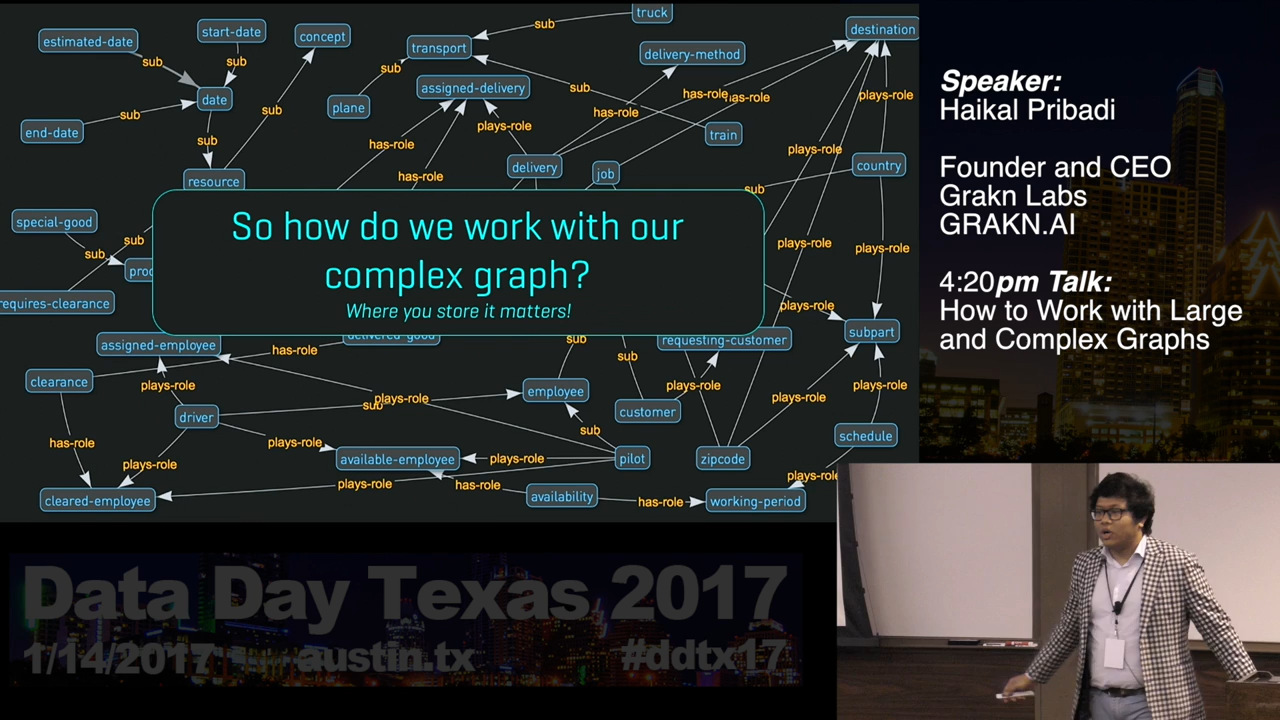 truck
sub
estimated-date
start-date
concept
transport
destination
delivery-method
sub
sub
sub
sub
date
plane
sub
assigned-delivery
sub
has-role
has-role
plays-role
end-date
sub
sub
has-role
plays-role
has-role
train
sub
has-role
delivery
job
plays-role
country
resource
has-role
sub
special-good
sub
sub
requires-clearance
So how do we work with our
complex graph?
Where you store it matters!
plays-role
plays-role
plays-role
subpart
assigned-employee
has-role
delivered-good
sub
sub
requesting-customer
clearance
plays-role
sub
plays-role
employee
plays-role
plays-role
plays-role
driver
customer
has-role
plays-role
plays-role
available-employee
plays-role
sub
pilot
zipcode
schedule
plays-role
cleared-employee
plays-role
has-role
availability
has-role
working-period
Speaker:
Haikal Pribadi
Founder and CEO
Grakn Labs
GRAKN.AI
4:20pm Talk:
How to Work with Large
and Complex Graphs
Data Day Texas 2017
1/14/2017 austin.tx #ddtx17